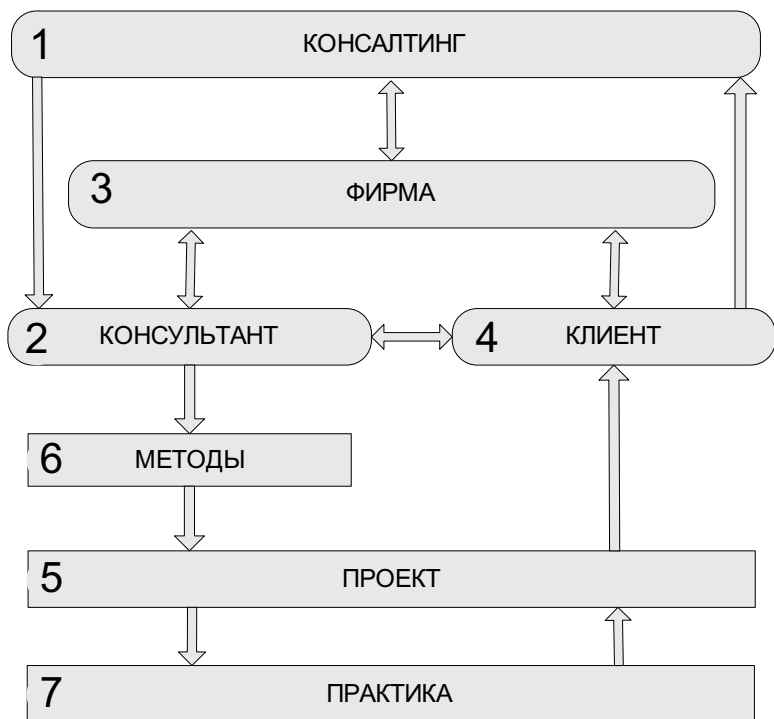 1 КОНСАЛТИНГ
3 ФИРМА
2 КОНСУЛЬТАНТ 4 КЛИЕНТ
6 МЕТОДЫ
5 ПРОЕКТ
7 ПРАКТИКА